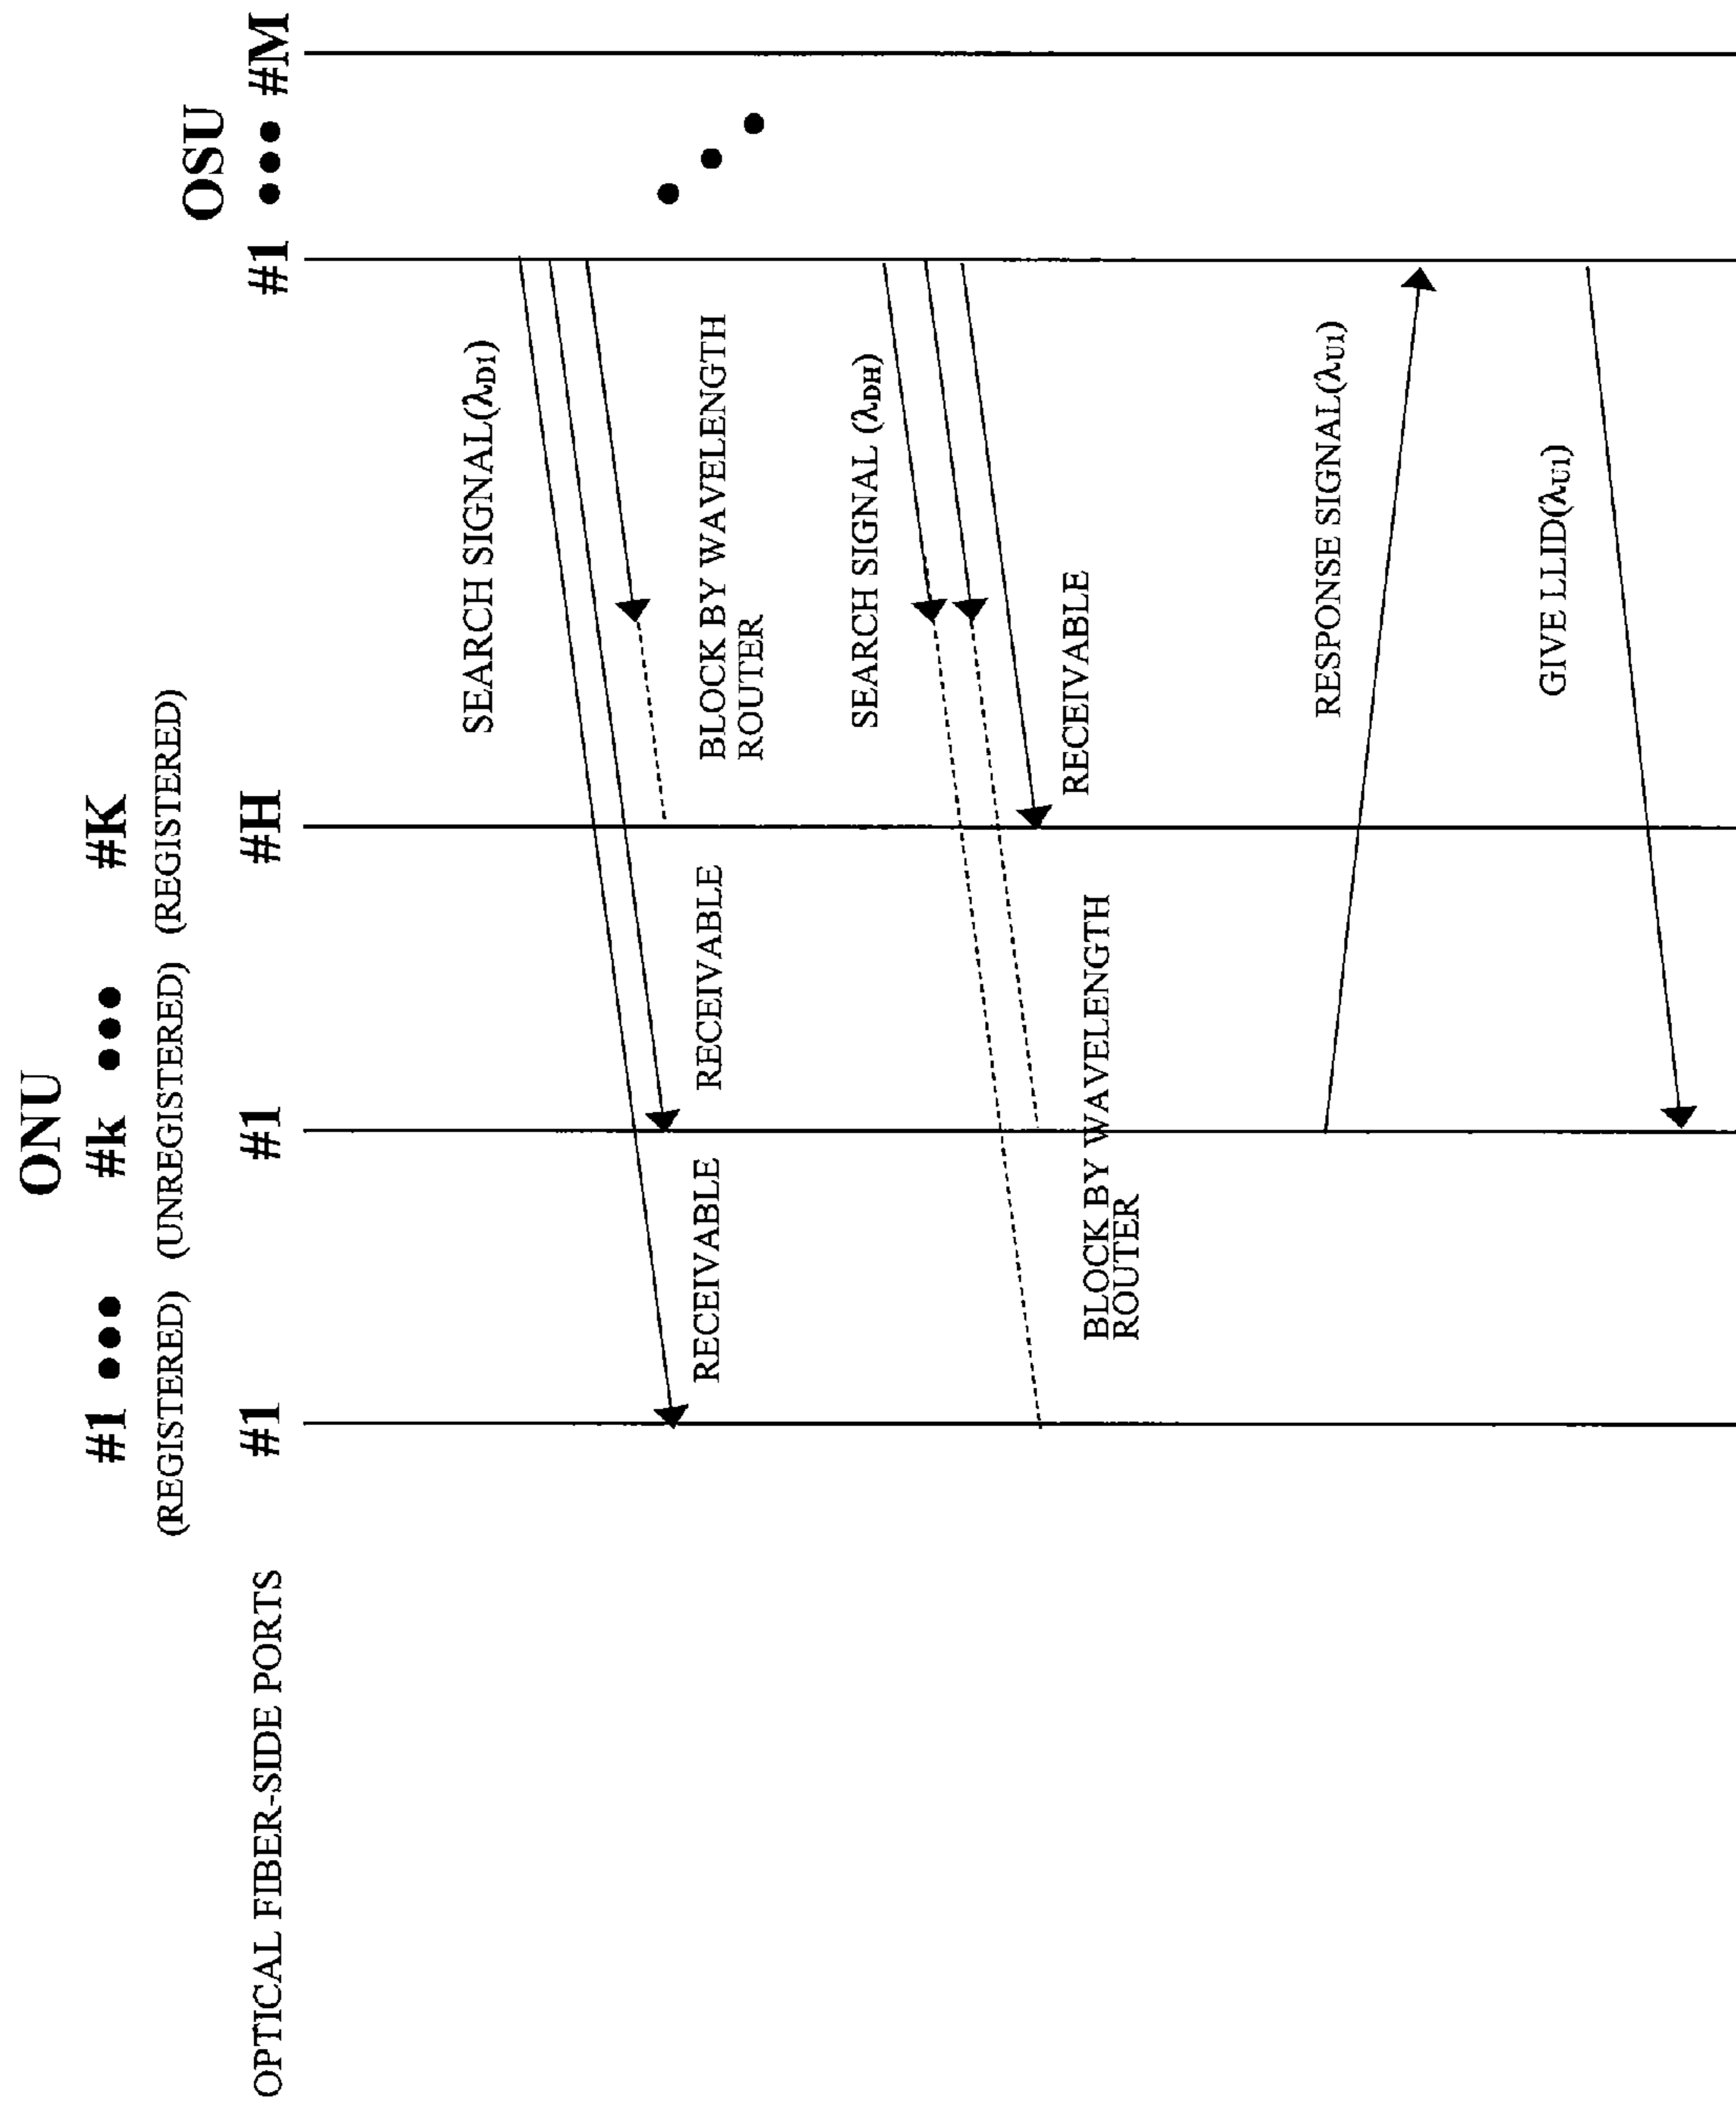 ONU
#1 ••• #k ••• #K
(REGISTERED) (UNREGISTERED) (REGISTERED)
OSU
OPTICAL FIBER-SIDE PORTS #1 #1 #H #1 ••• #M
SEARCH SIGNAL(λD1)
RECEIVABLE
RECEIVABLE
BLOCK BY WAVELENGTH
ROUTER
SEARCH SIGNAL (λDH)
RECEIVABLE
BLOCK BY WAVELENGTH
ROUTER
RESPONSE SIGNAL(λU1)
GIVE LLID(λU1)